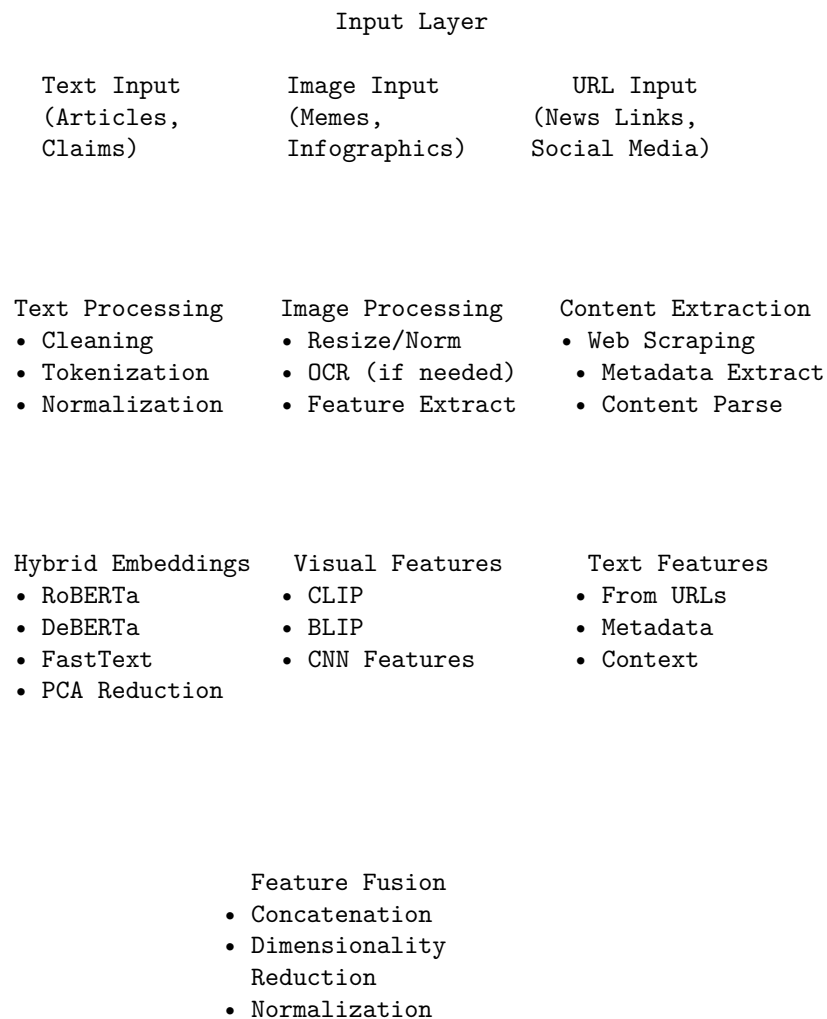 Input Layer
Text Input
(Articles,
Claims)
Image Input
(Memes,
Infographics)
URL Input
(News Links,
Social Media)
Text Processing
• Cleaning
• Tokenization
• Normalization
Image Processing
• Resize/Norm
• OCR (if needed)
• Feature Extract
Content Extraction
• Web Scraping
• Metadata Extract
• Content Parse
Hybrid Embeddings
• RoBERTa
• DeBERTa
• FastText
• PCA Reduction
Visual Features
• CLIP
• BLIP
• CNN Features
Text Features
• From URLs
• Metadata
• Context
Feature Fusion
• Concatenation
• Dimensionality
Reduction
• Normalization